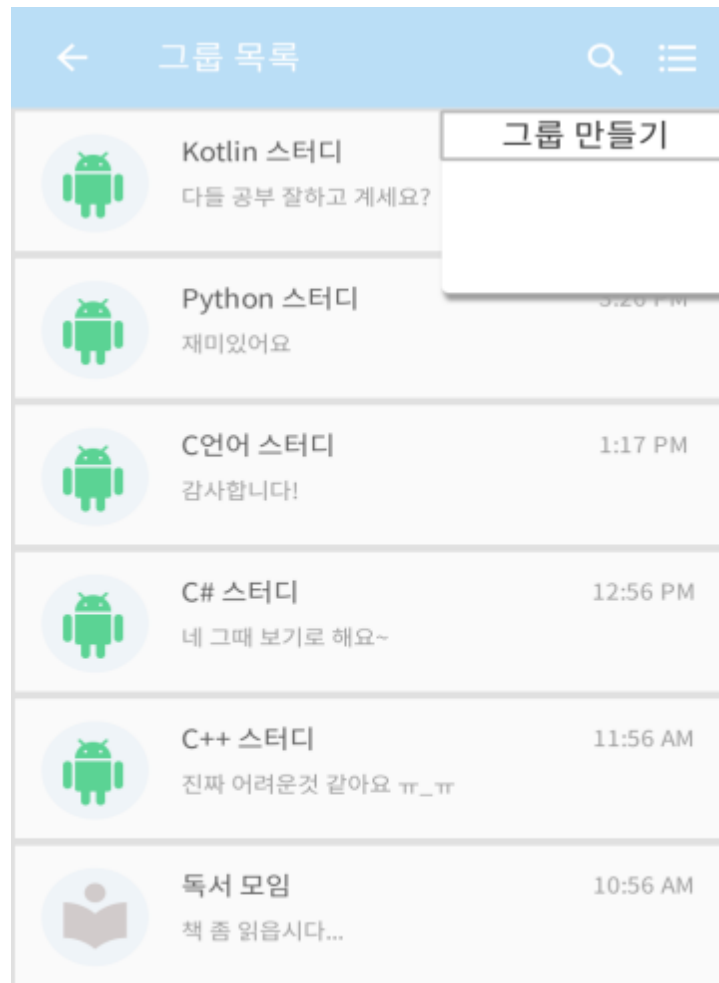 그룹 목록
그룹 만들기
Kotlin 스터디
다들 공부 잘하고 계세요?
Python 스터디
재미있어요
C언어 스터디
1:17 PM
감사합니다!
C# 스터디
12:56 PM
네 그때 보기로 해요~
C++ 스터디
11:56 AM
진짜 어려운것 같아요 ㅠ_ㅠ
독서 모임
10:56 AM
책 좀 읽읍시다...